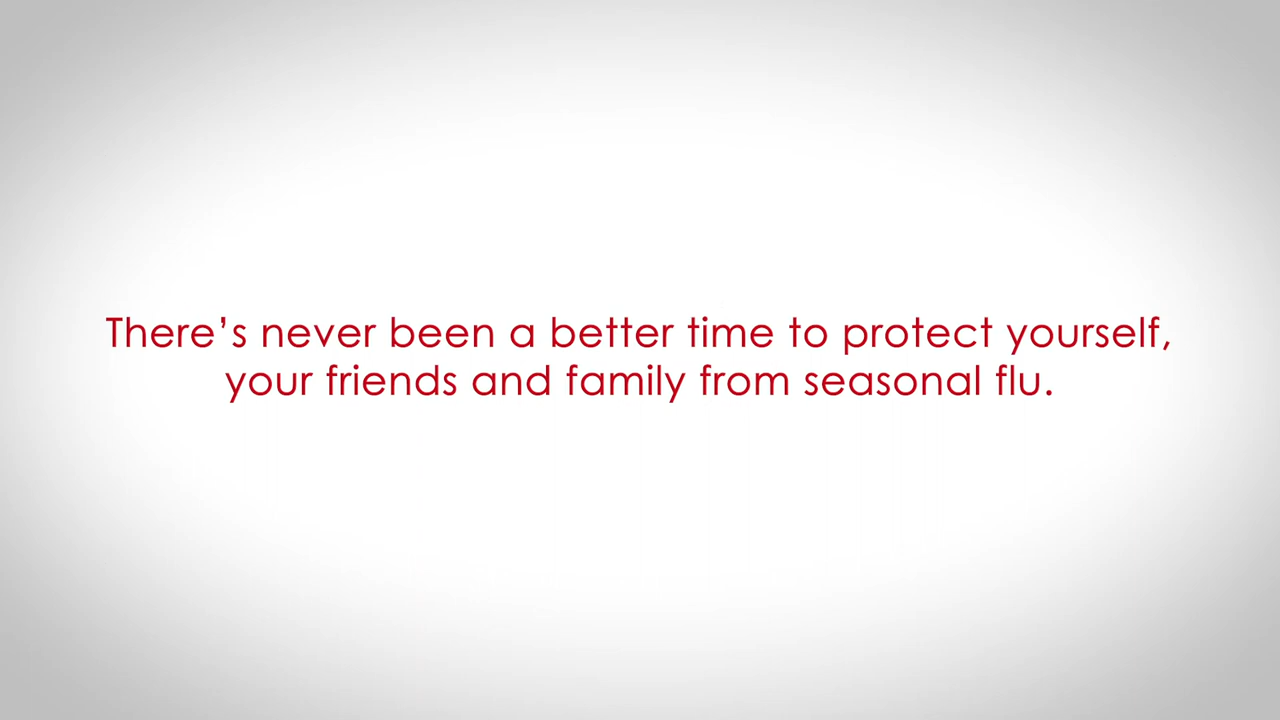 There’s never been a better time to protect yourself,
your friends and family from seasonal flu.